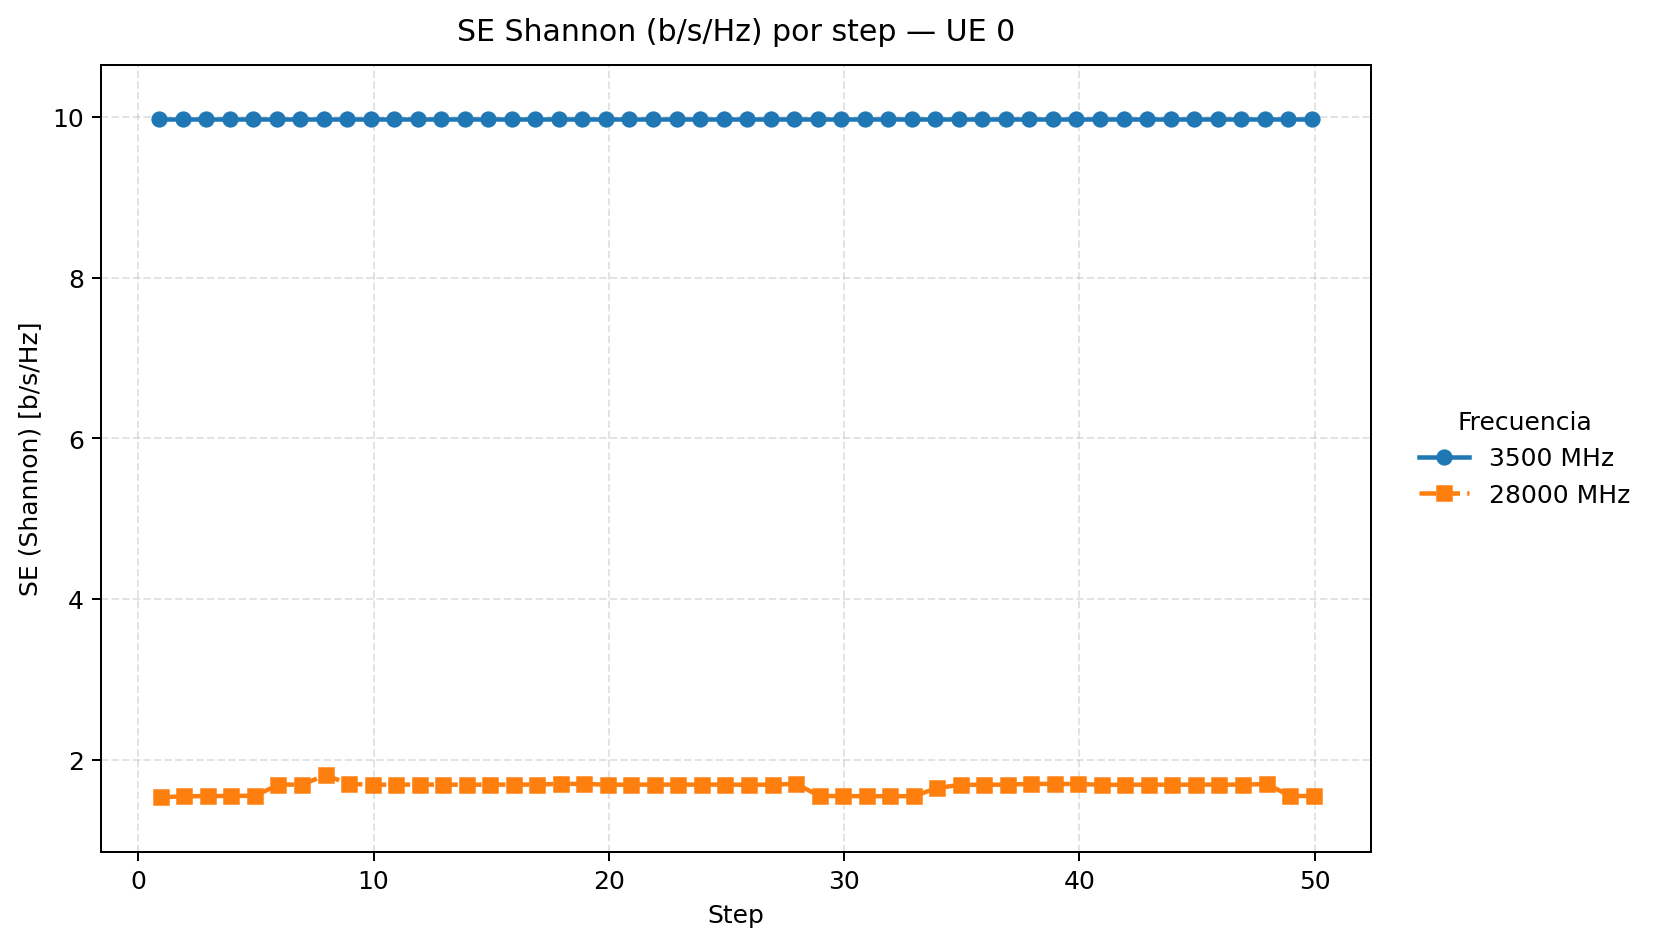 SE Shannon (b/s/Hz) por step — UE 0
SE (Shannon) [b/s/Hz]
10
8
6
4
2
0
10
20
30
40
50
Step
Frecuencia
3500 MHz
28000 MHz